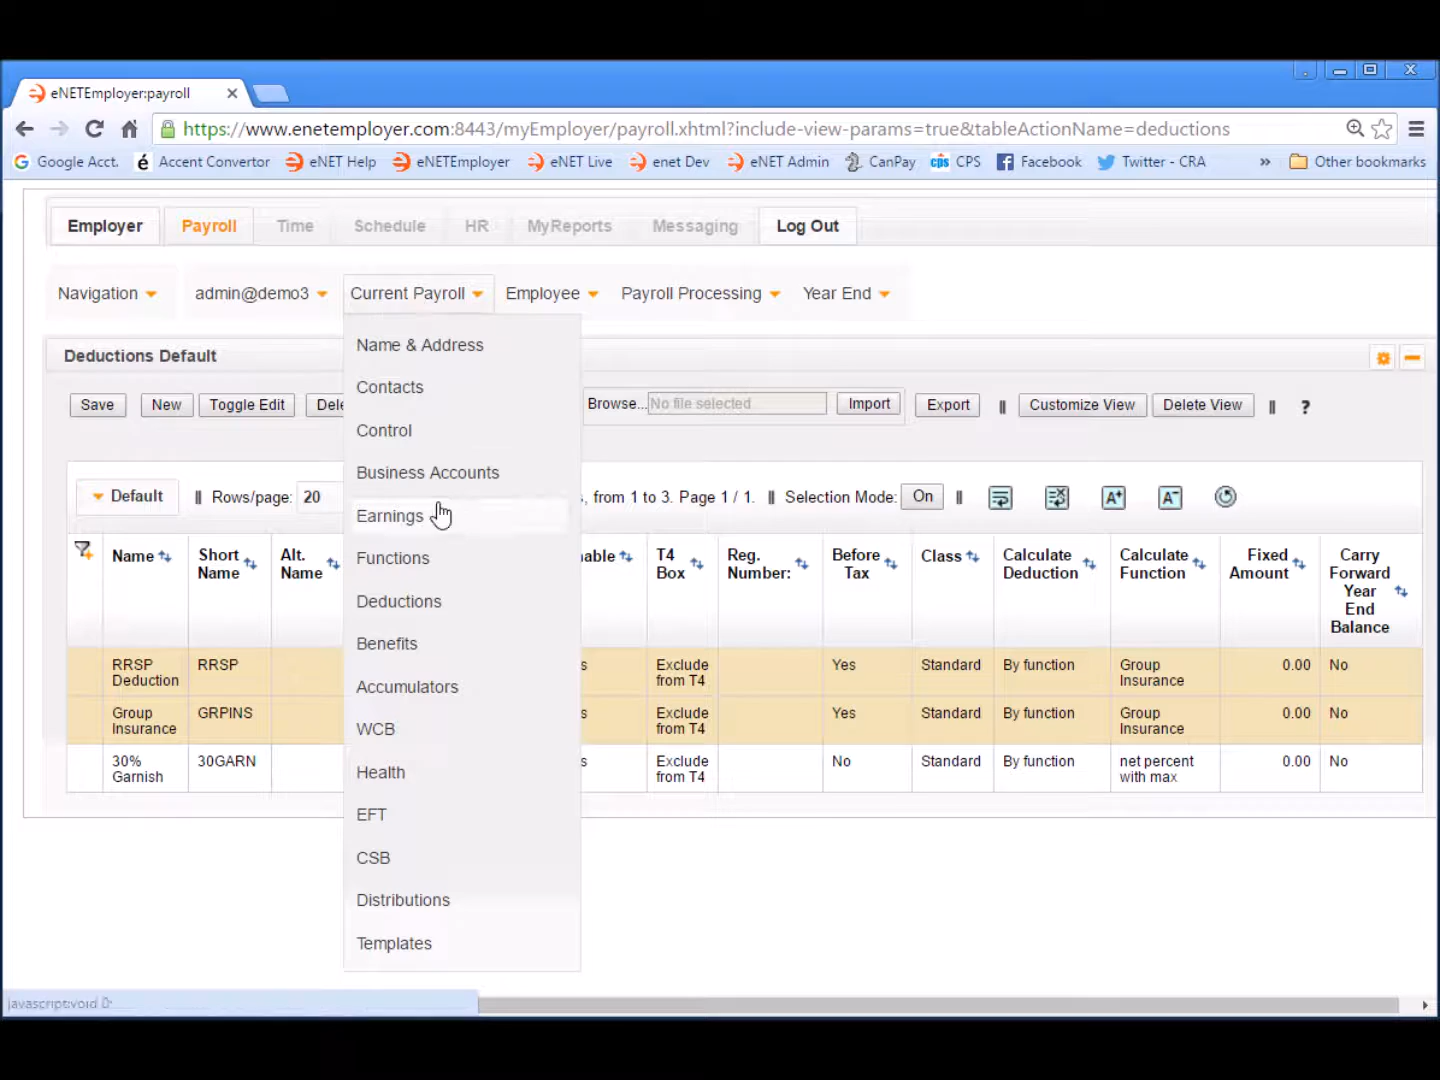 eNETEmployer:payroll
https://www.enetemployer.com:8443/myEmployer/payroll.xhtml?include-view-params=true&tableActionName=deductions
Google Acct. Accent Convertor eNET Help eNETEmployer eNET Live enet Dev eNET Admin CanPay cps CPS Facebook Twitter - CRA » Other bookmarks
Employer Payroll Time Schedule HR MyReports Messaging Log Out
Navigation admin@demo3 Current Payroll Employee Payroll Processing Year End
Name & Address
Contacts
Control
Business Accounts
Earnings
Functions
Deductions
Benefits
Accumulators
WCB
Health
EFT
CSB
Distributions
Templates
Deductions Default
Save New Toggle Edit Dele Browse... No file selected Import Export Customize View Delete View ?
Default Rows/page: 20 s, from 1 to 3. Page 1 / 1. Selection Mode: On
Name Short Name Alt. Name able T4 Box Reg. Number: Before Tax Class Calculate Deduction Calculate Function Fixed Amount Carry Forward Year End Balance
RRSP Deduction RRSP s Exclude from T4 Yes Standard By function Group Insurance 0.00 No
Group Insurance GRPINS s Exclude from T4 Yes Standard By function Group Insurance 0.00 No
30% Garnish 30GARN s Exclude from T4 No Standard By function net percent with max 0.00 No
javascript:void